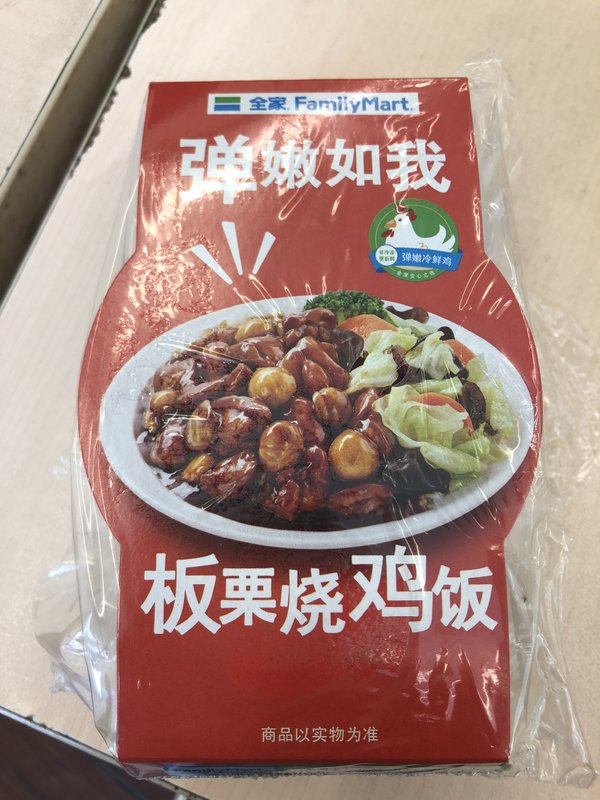 全家 FamilyMart
弹嫩如我
弹嫩冷鲜鸡
板栗烧鸡饭
商品以实物为准
FamilyMart